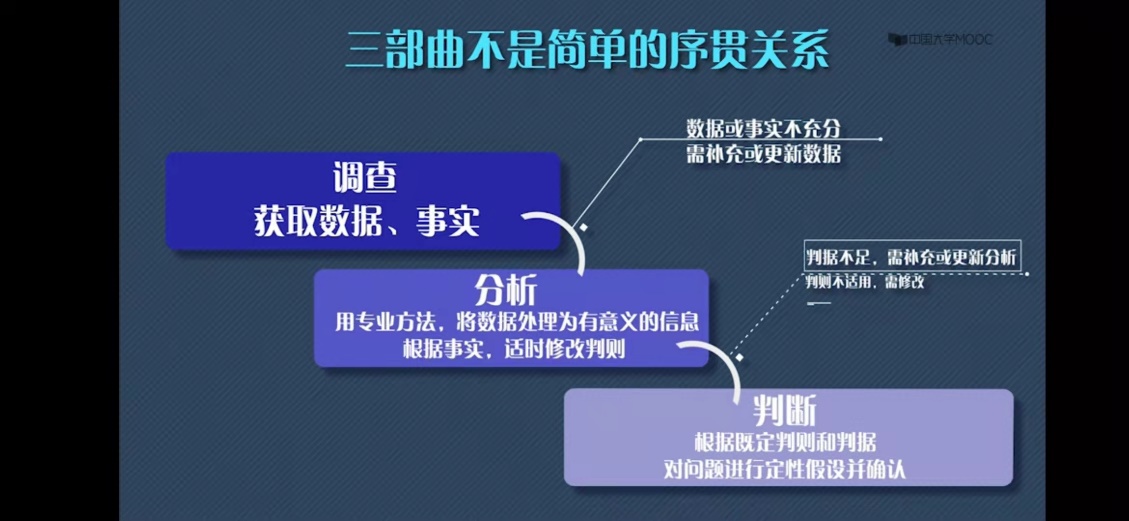 三部曲不是简单的序贯关系
中国大学MOOC
数据或事实不充分
需补充或更新数据
调查
获取数据、事实
判据不足，需补充或更新分析
判则不适用，需修改
分析
用专业方法，将数据处理为有意义的信息
根据事实，适时修改判则
判断
根据既定判则和判据
对问题进行定性假设并确认